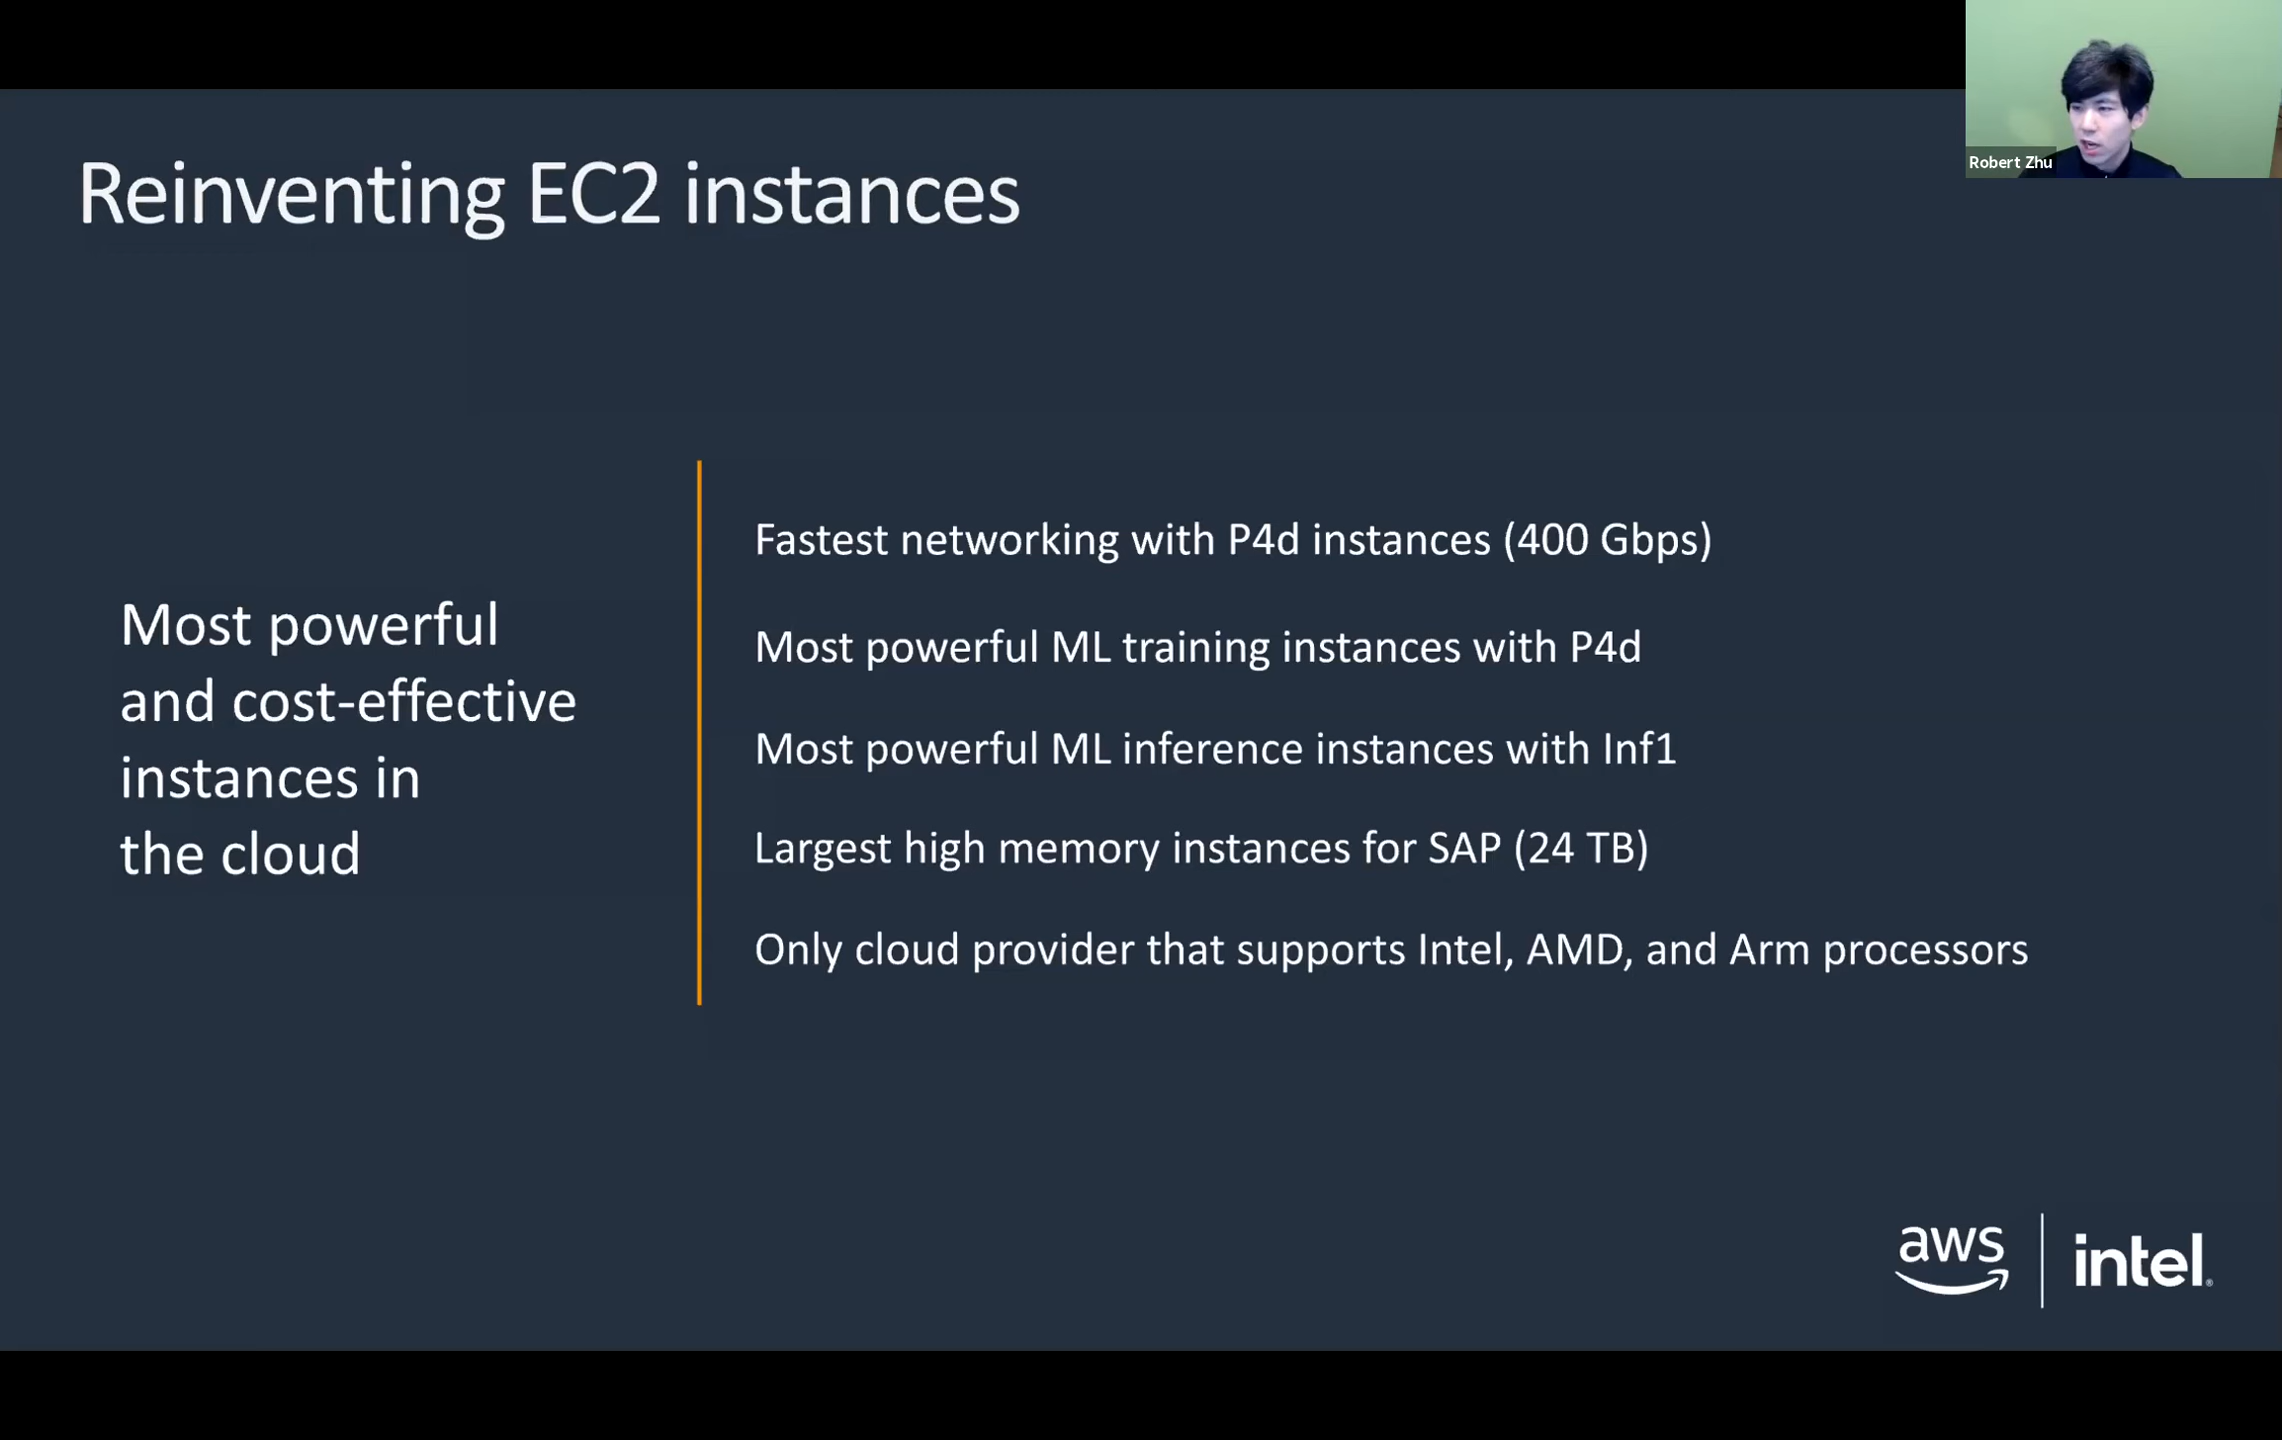 Robert Zhu
Reinventing EC2 instances
Most powerful
and cost-effective
instances in
the cloud
Fastest networking with P4d instances (400 Gbps)
Most powerful ML training instances with P4d
Most powerful ML inference instances with Inf1
Largest high memory instances for SAP (24 TB)
Only cloud provider that supports Intel, AMD, and Arm processors
aws
intel®